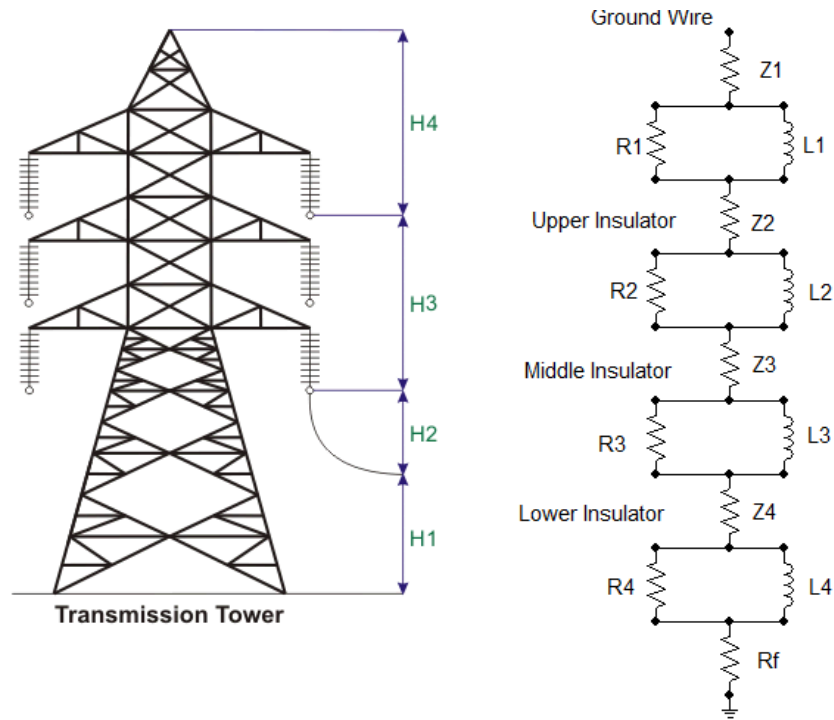 H4
H3
H2
H1
Transmission Tower
Ground Wire
Z1
R1
L1
Upper Insulator
Z2
R2
L2
Middle Insulator
Z3
R3
L3
Lower Insulator
Z4
R4
L4
Rf